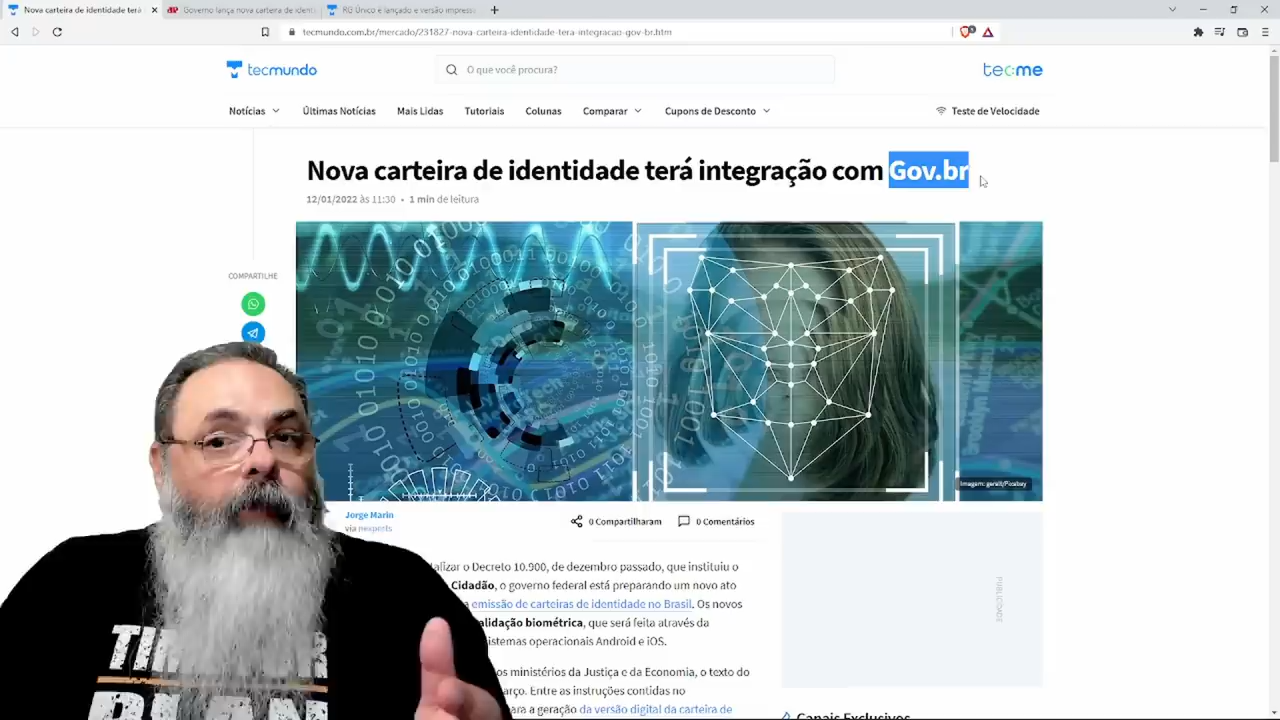 Nova carteira de identidade terá
Governo lança nova carteira de ident
RG Único é lançado e versão impress
tecmundo.com.br/mercado/231827-nova-carteira-identidade-tera-integracao-gov-br.htm
tecmundo
O que você procura?
tec.me
Notícias
Últimas Notícias
Mais Lidas
Tutoriais
Colunas
Comparar
Cupons de Desconto
Teste de Velocidade
Nova carteira de identidade terá integração com Gov.br
12/01/2022 às 11:30 • 1 min de leitura
COMPARTILHE
Imagem: geralt/Pixabay
Jorge Marin
via nexperts
0 Compartilharam
0 Comentários
alizar o Decreto 10.900, de dezembro passado, que instituiu o
Cidadão, o governo federal está preparando um novo ato
emissão de carteiras de identidade no Brasil. Os novos
alidação biométrica, que será feita através da
istemas operacionais Android e iOS.
os ministérios da Justiça e da Economia, o texto do
arço. Entre as instruções contidas no
para a geração da versão digital da carteira de
PUBLICIDADE
Canais Exclusivos